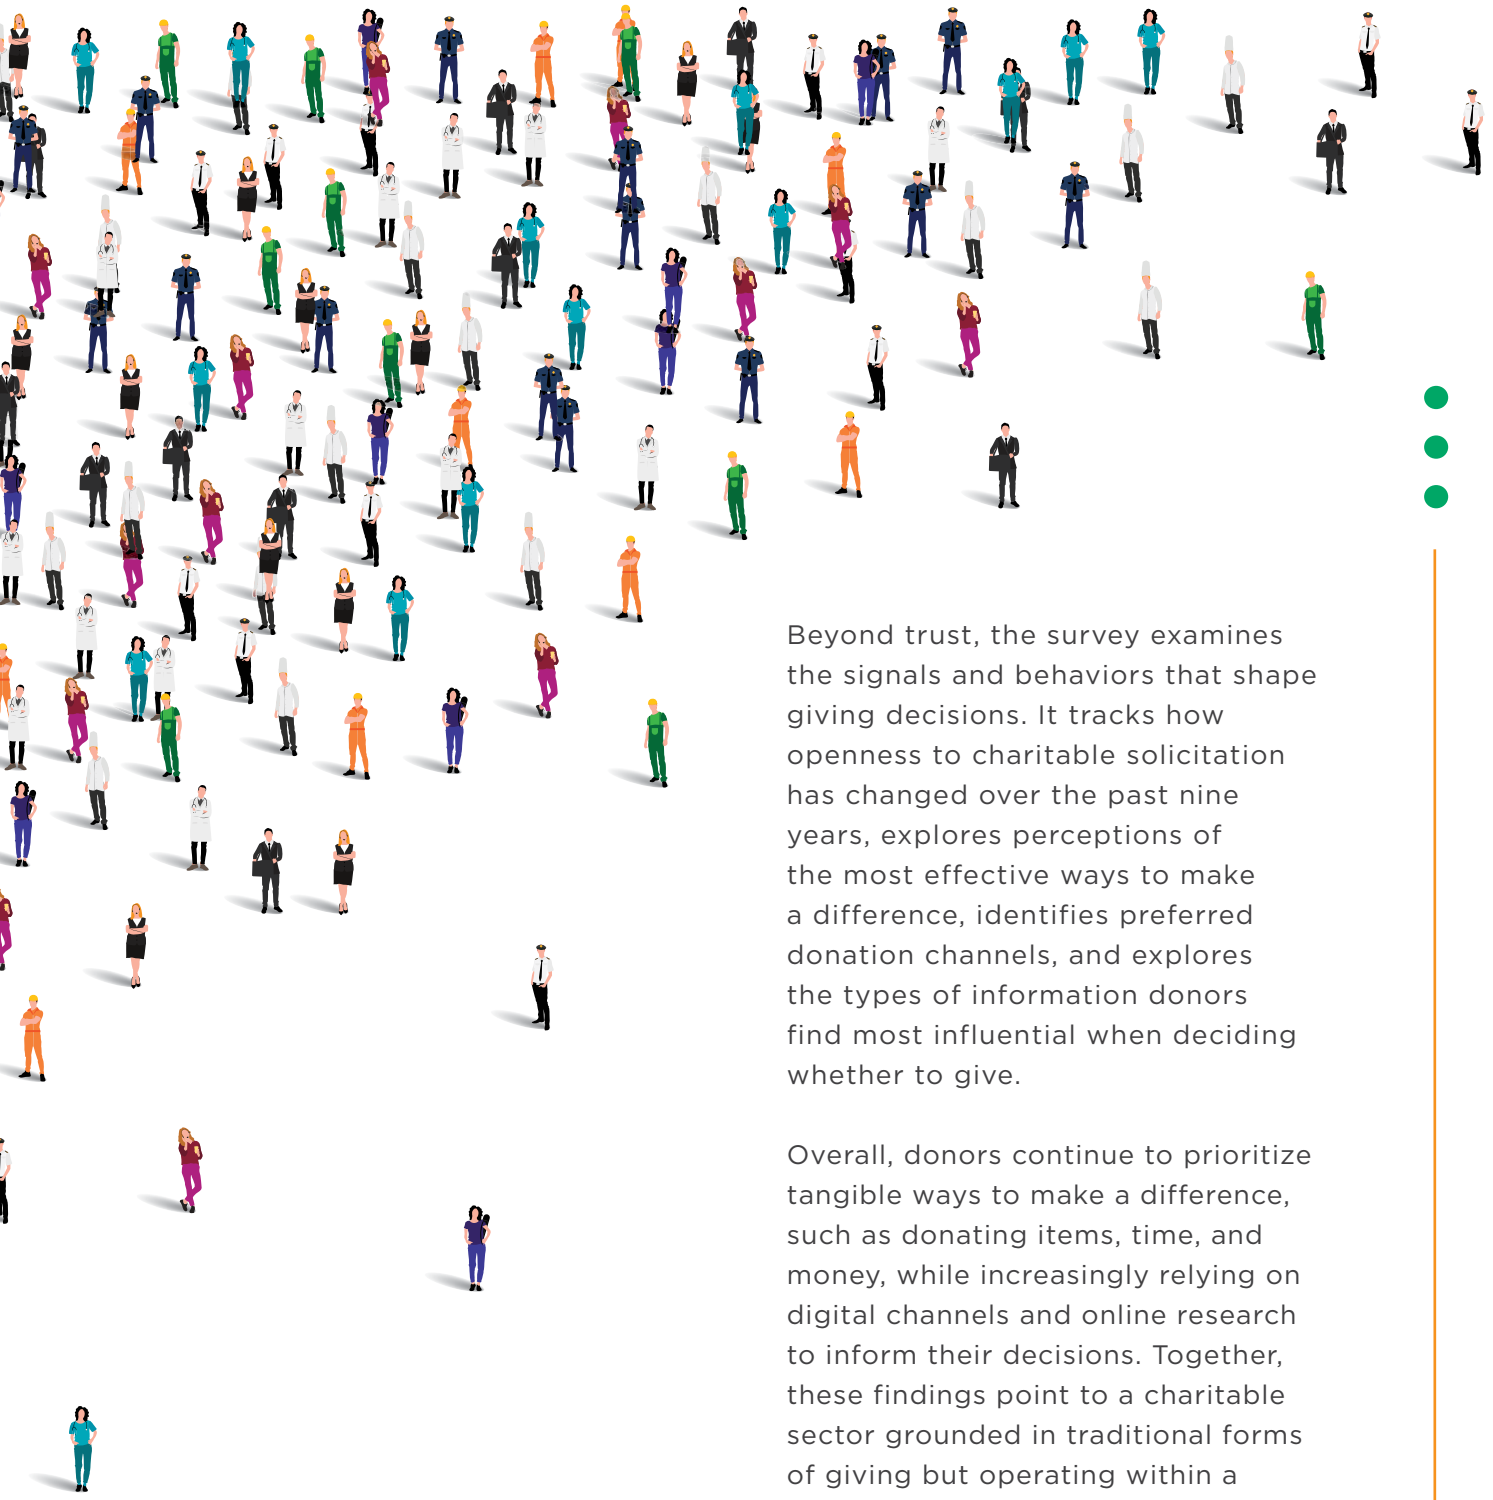 Beyond trust, the survey examines
the signals and behaviors that shape
giving decisions. It tracks how
openness to charitable solicitation
has changed over the past nine
years, explores perceptions of
the most effective ways to make
a difference, identifies preferred
donation channels, and explores
the types of information donors
find most influential when deciding
whether to give.
Overall, donors continue to prioritize
tangible ways to make a difference,
such as donating items, time, and
money, while increasingly relying on
digital channels and online research
to inform their decisions. Together,
these findings point to a charitable
sector grounded in traditional forms
of giving but operating within a